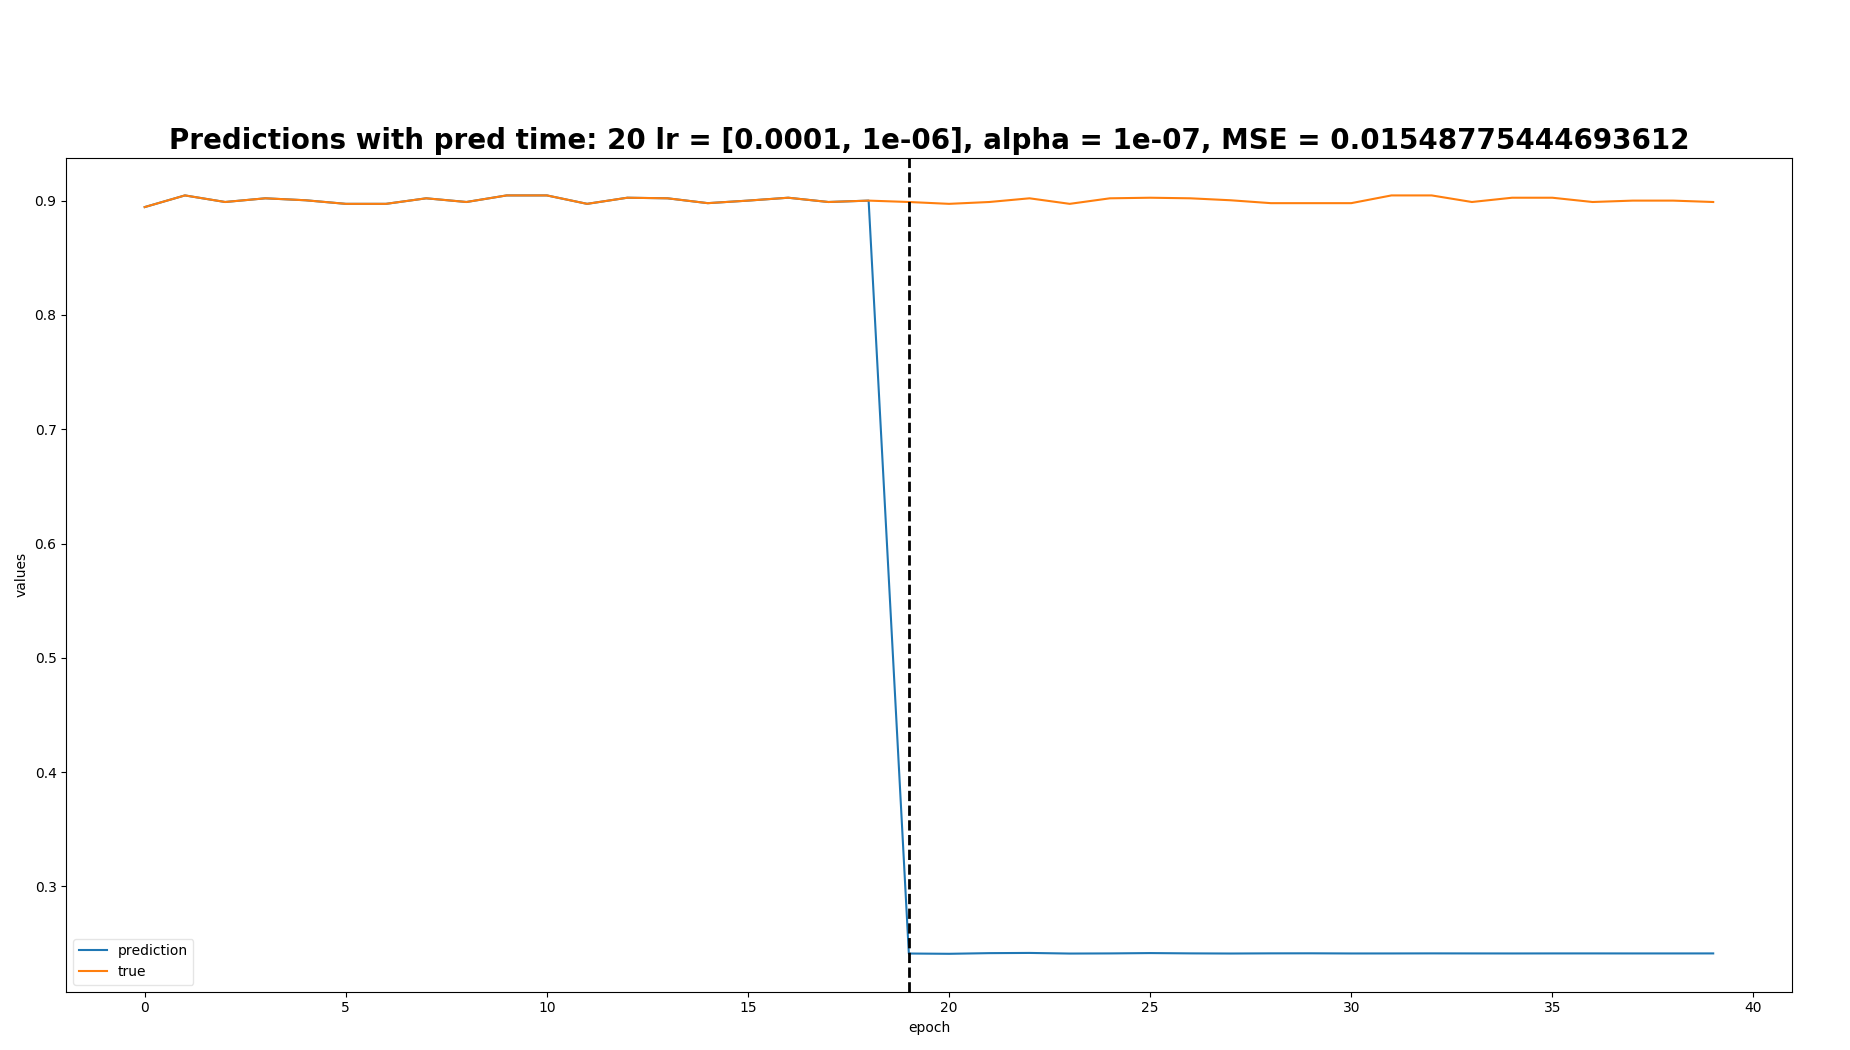 Predictions with pred time: 20 lr = [0.0001, 1e-06], alpha = 1e-07, MSE = 0.01548775444693612
0.9
0.8
0.7
0.6
0.5
0.4
0.3
values
prediction
true
0 5 10 15 20 25 30 35 40
epoch